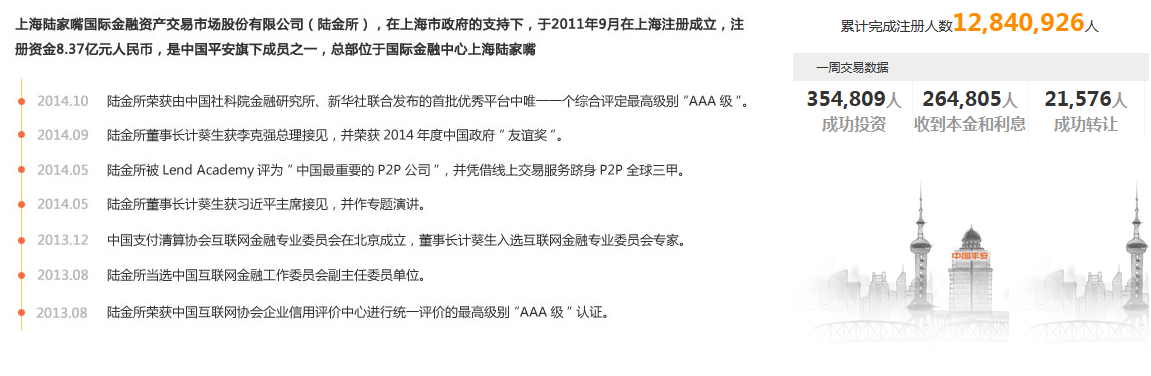 上海陆家嘴国际金融资产交易市场股份有限公司（陆金所），在上海市政府的支持下，于2011年9月在上海注册成立，注
册资金8.37亿元人民币，是中国平安旗下成员之一，总部位于国际金融中心上海陆家嘴
2014.10 陆金所荣获由中国社科院金融研究所、新华社联合发布的首批优秀平台中唯一一个综合评定最高级别“AAA 级”。
2014.09 陆金所董事长计葵生获李克强总理接见，并荣获 2014 年度中国政府“友谊奖”。
2014.05 陆金所被 Lend Academy 评为“中国最重要的 P2P 公司”，并凭借线上交易服务跻身 P2P 全球三甲。
2014.05 陆金所董事长计葵生获习近平主席接见，并作专题演讲。
2013.12 中国支付清算协会互联网金融专业委员会在北京成立，董事长计葵生入选互联网金融专业委员会专家。
2013.08 陆金所当选中国互联网金融工作委员会副主任委员单位。
2013.08 陆金所荣获中国互联网协会企业信用评价中心进行统一评价的最高级别“AAA 级”认证。
累计完成注册人数12,840,926人
一周交易数据
354,809人 264,805人 21,576人
成功投资 收到本金和利息 成功转让
中国平安